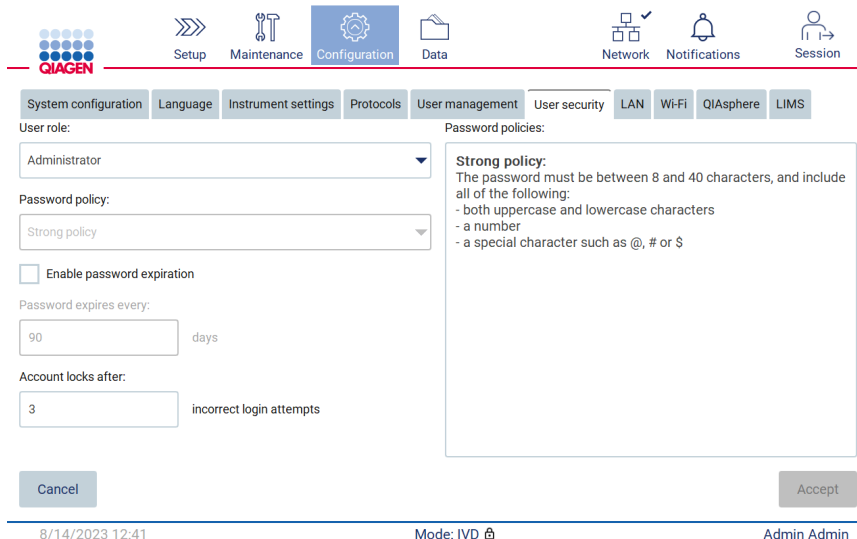 QIAGEN
Setup
Maintenance
Configuration
Data
Network
Notifications
Session
System configuration
Language
Instrument settings
Protocols
User management
User security
LAN
Wi-Fi
QIAsphere
LIMS
User role:
Administrator
Password policy:
Strong policy
Enable password expiration
Password expires every:
90 days
Account locks after:
3 incorrect login attempts
Password policies:
Strong policy:
The password must be between 8 and 40 characters, and include
all of the following:
- both uppercase and lowercase characters
- a number
- a special character such as @, # or $
Cancel
Accept
8/14/2023 12:41
Mode: IVD
Admin Admin